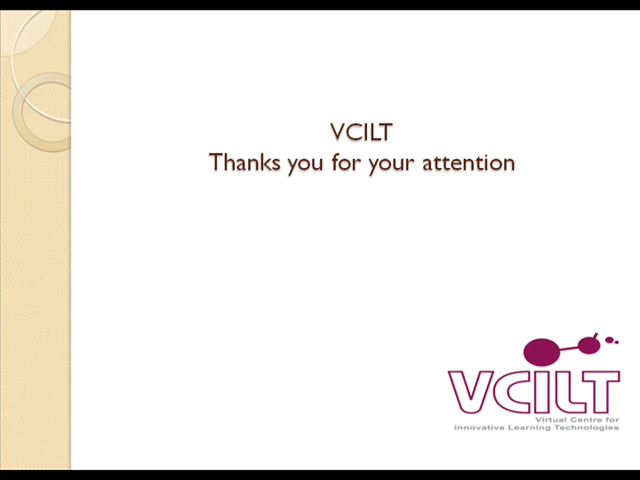 VCILT
Thanks you for your attention
VCILT
Virtual Centre for
Innovative Learning Technologies